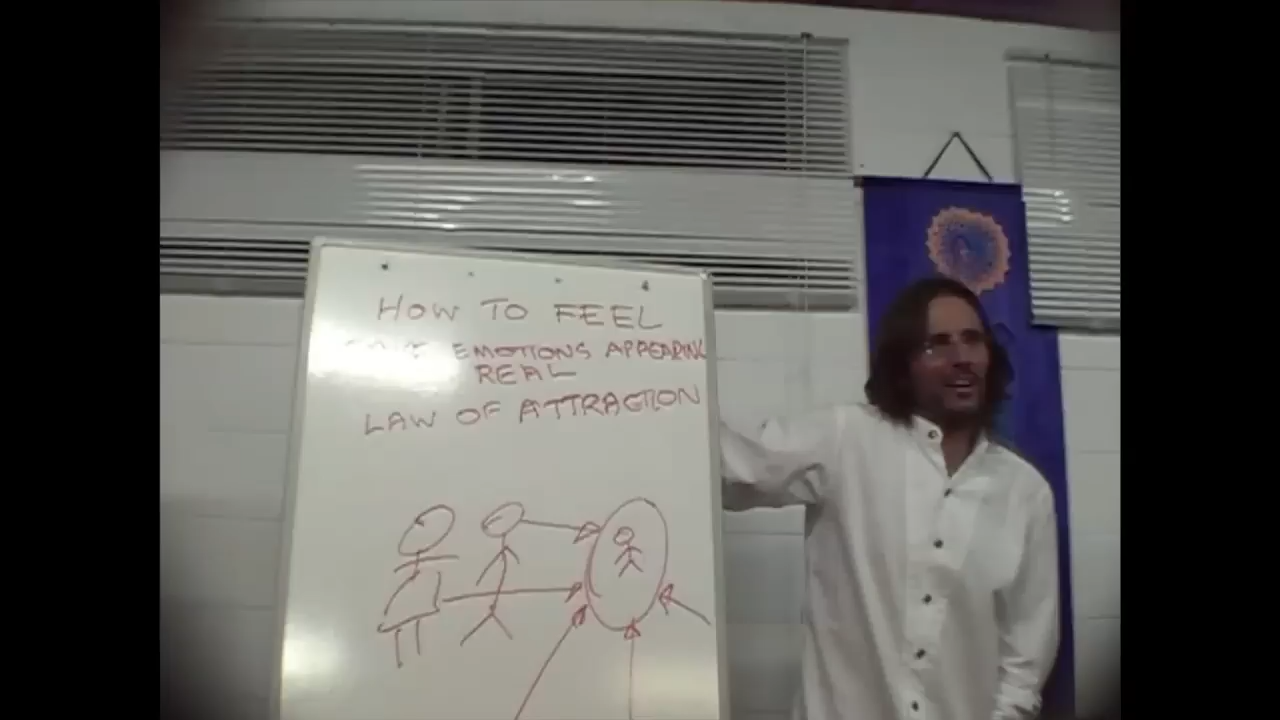 HOW TO FEEL
EMOTIONS APPEARING
REAL
LAW OF ATTRACTION